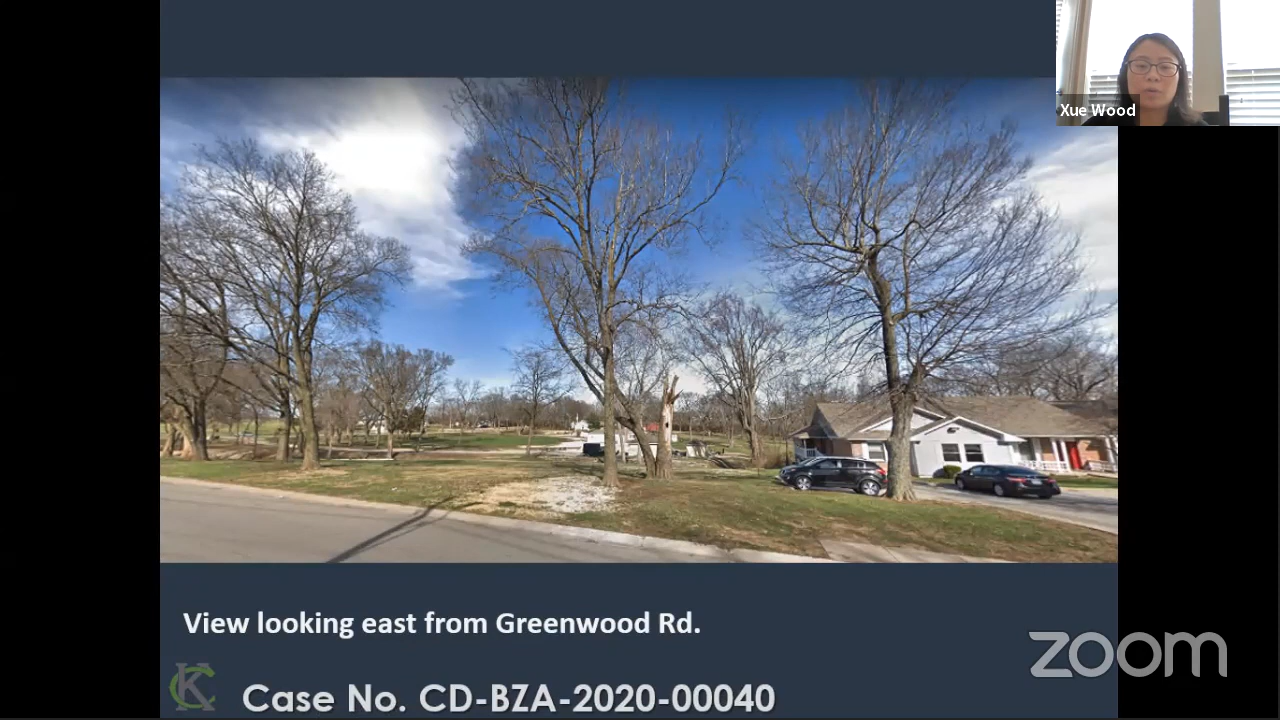 Xue Wood
View looking east from Greenwood Rd.
zoom
KC
Case No. CD-BZA-2020-00040